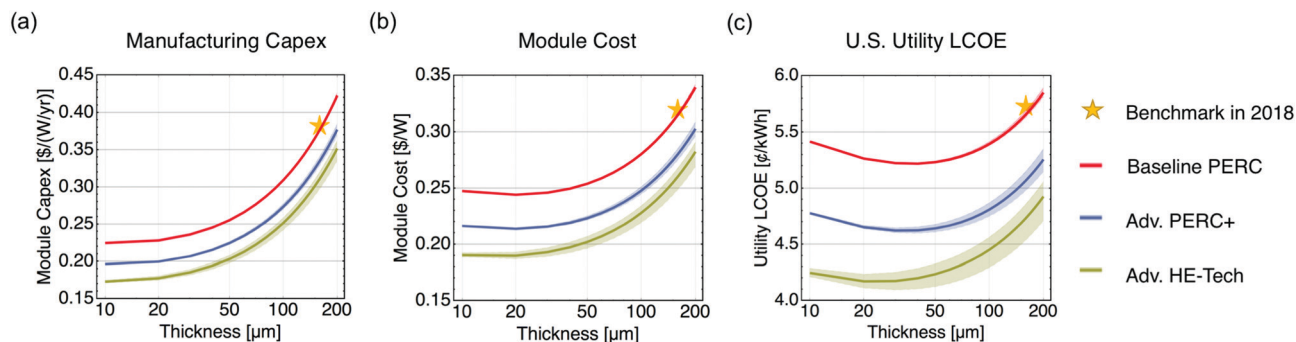 (a)
Manufacturing Capex
Module Capex [$/(W/yr)]
0.45
0.40
0.35
0.30
0.25
0.20
0.15
10
20
50
100
200
Thickness [µm]
(b)
Module Cost
Module Cost [$/W]
0.35
0.30
0.25
0.20
0.15
10
20
50
100
200
Thickness [µm]
(c)
U.S. Utility LCOE
Utility LCOE [¢/kWh]
6.0
5.5
5.0
4.5
4.0
10
20
50
100
200
Thickness [µm]
Benchmark in 2018
Baseline PERC
Adv. PERC+
Adv. HE-Tech